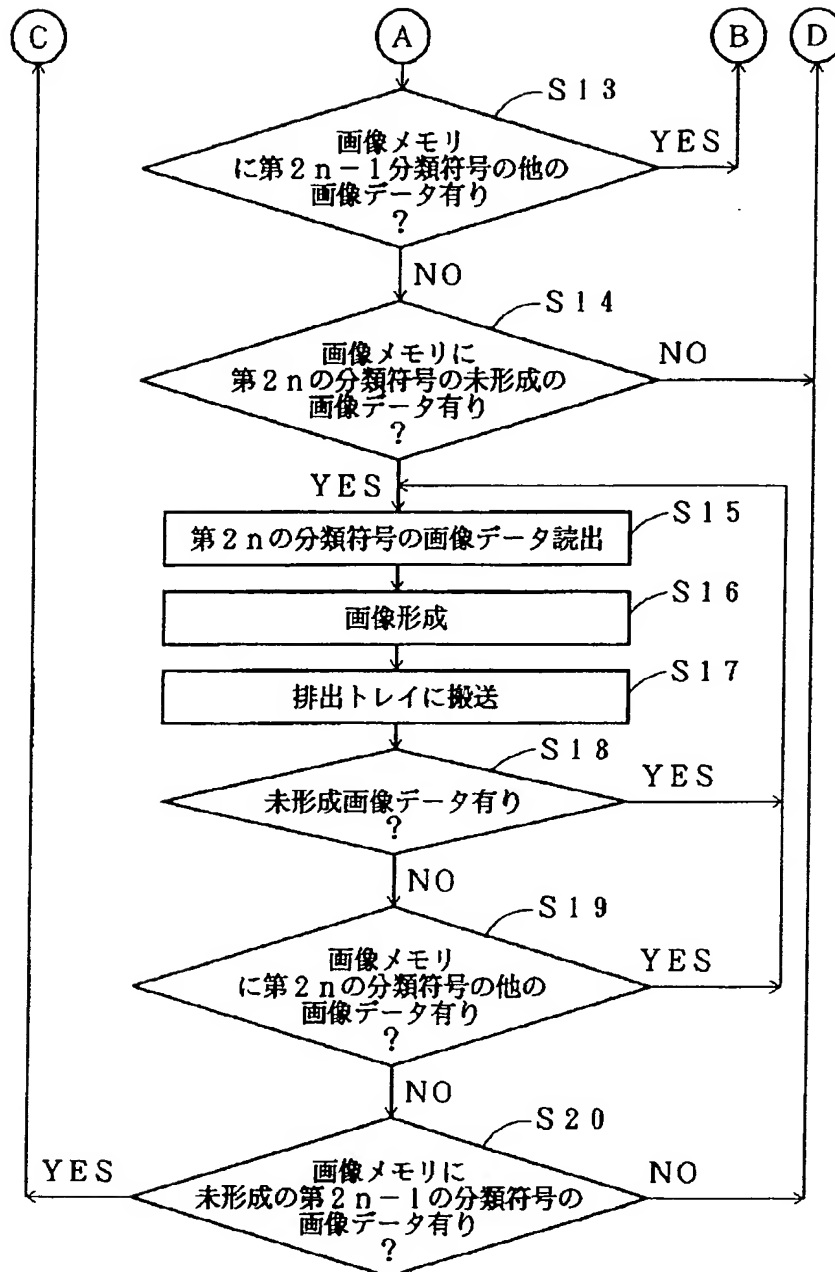 C
A
B
D
S13
画像メモリ
に第2n-1分類符号の他の
画像データ有り
?
YES
NO
S14
画像メモリに
第2nの分類符号の未形成の
画像データ有り
?
NO
YES
S15
第2nの分類符号の画像データ読出
S16
画像形成
S17
排出トレイに搬送
S18
未形成画像データ有り
?
YES
NO
S19
画像メモリ
に第2nの分類符号の他の
画像データ有り
?
YES
NO
S20
画像メモリに
未形成の第2n-1の分類符号の
画像データ有り
?
YES
NO